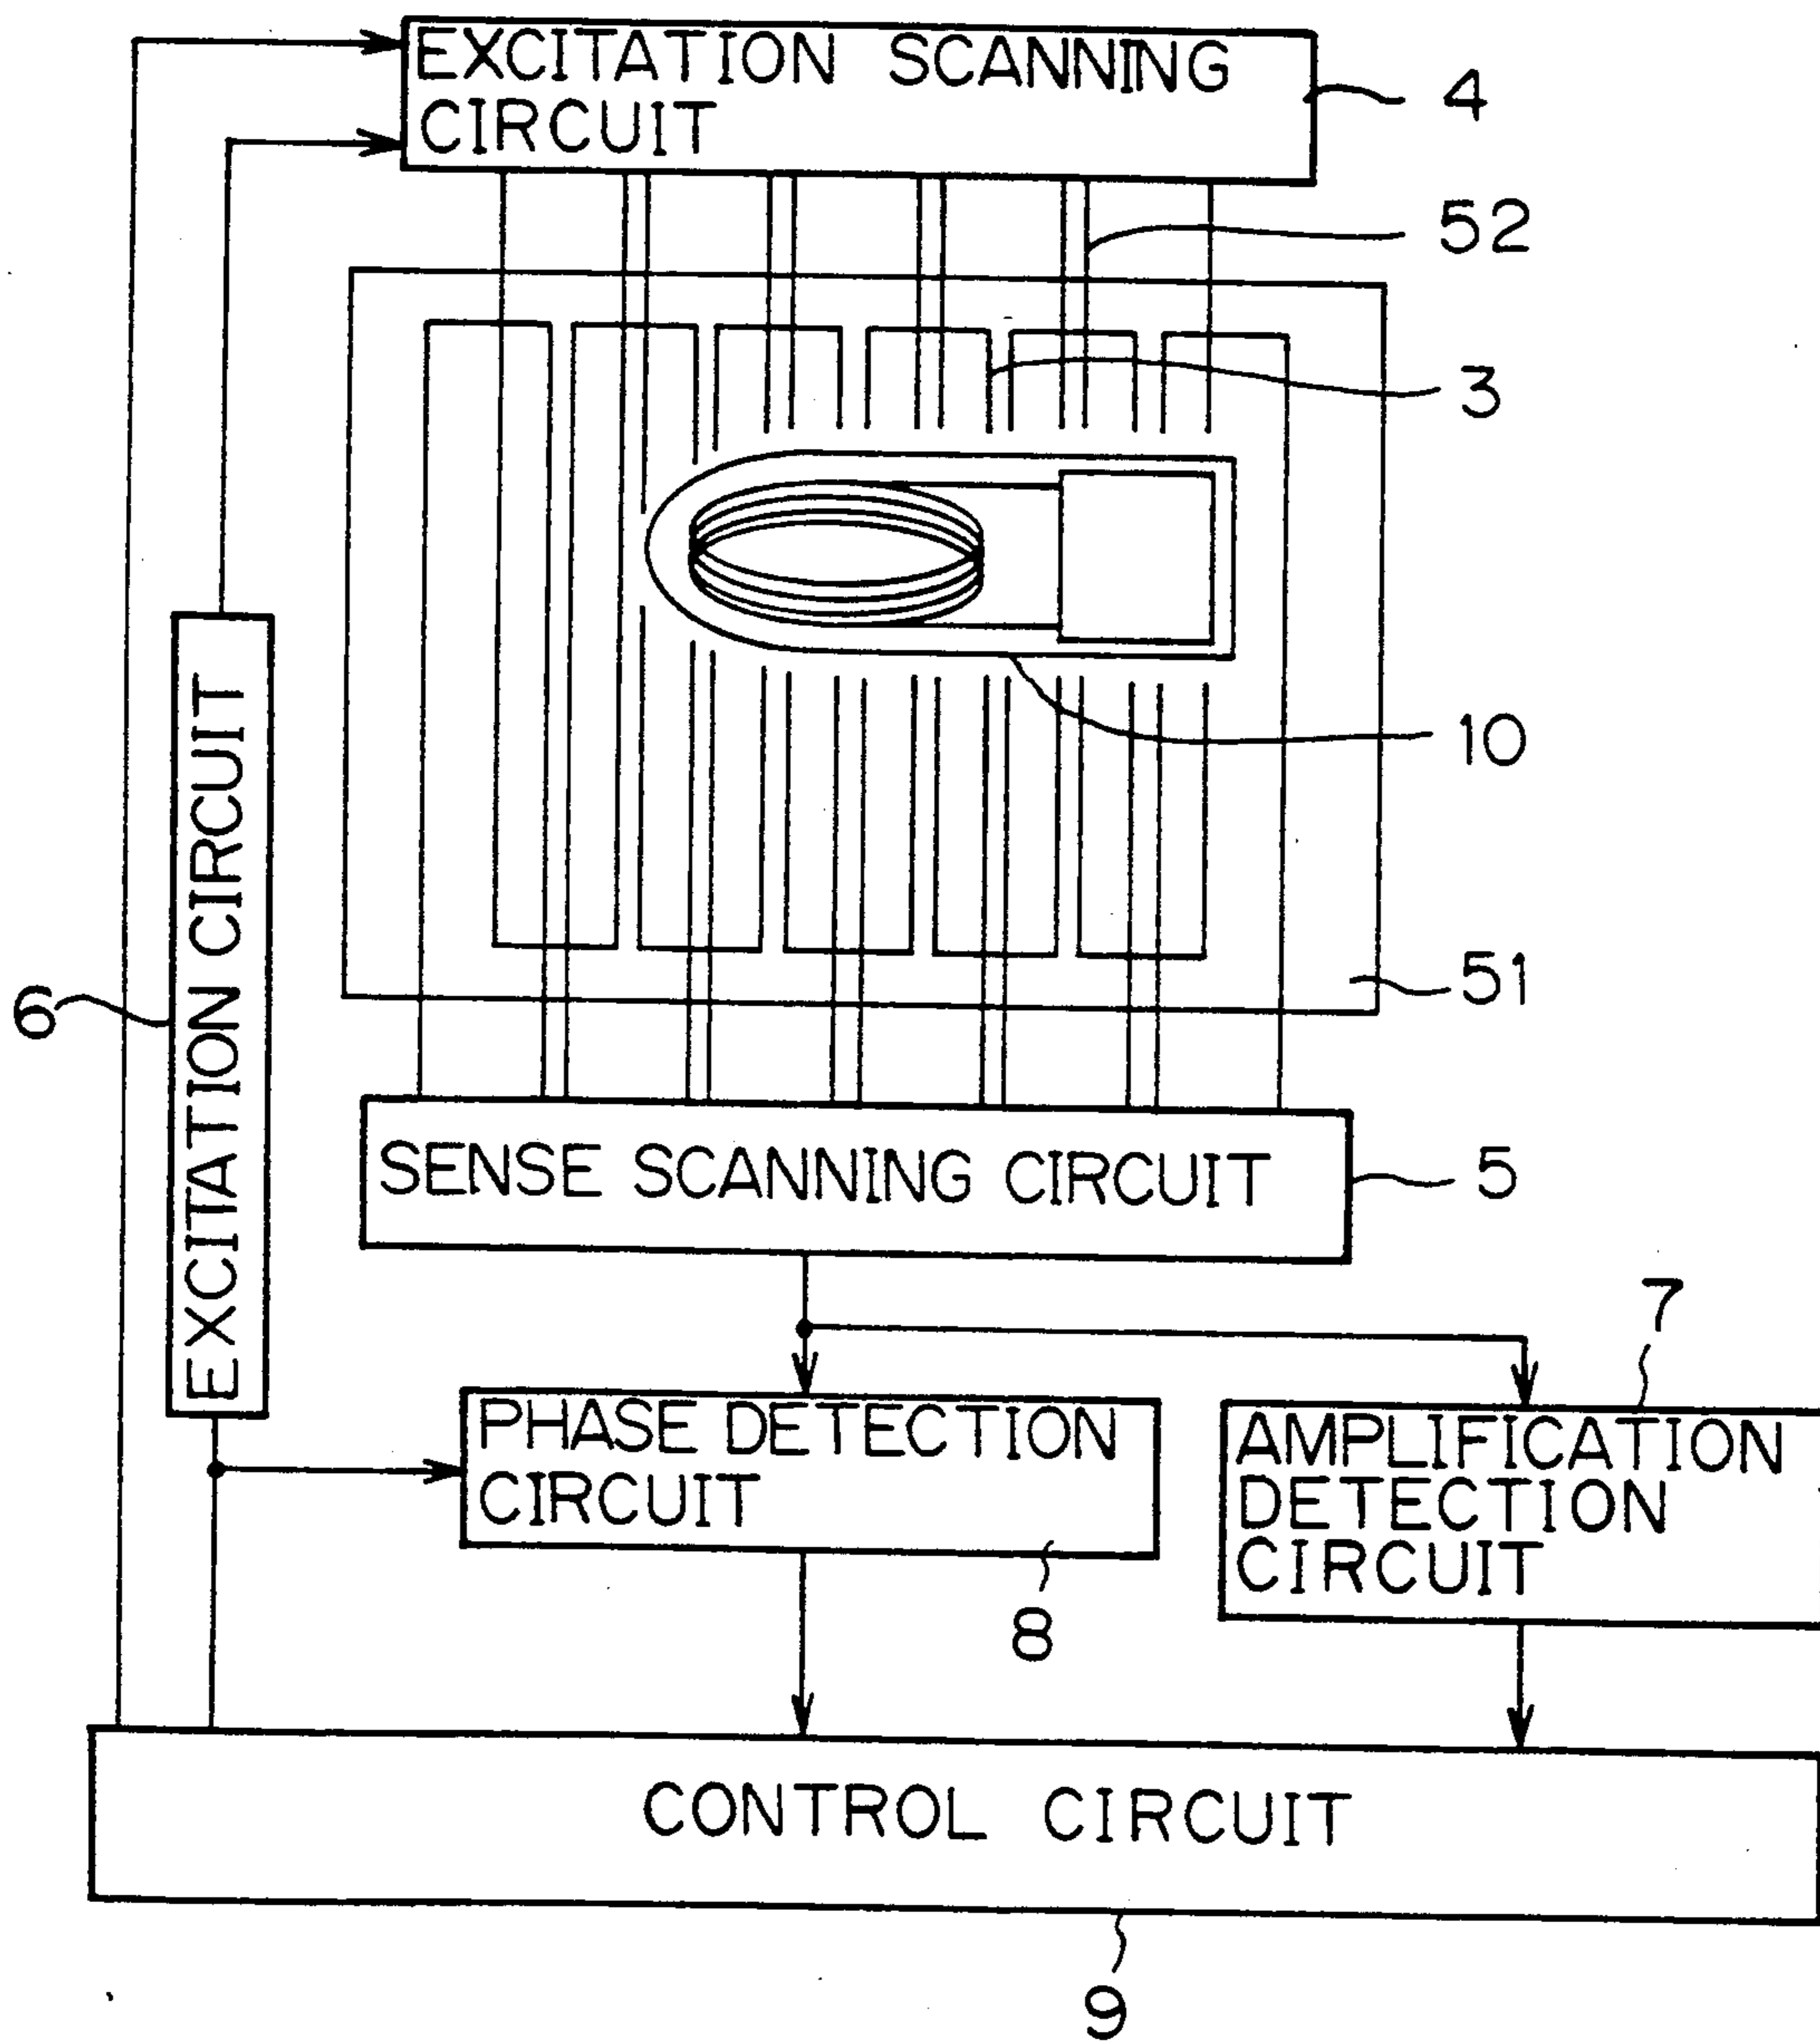 EXCITATION SCANNING
CIRCUIT
4
52
3
10
51
6
EXCITATION CIRCUIT
SENSE SCANNING CIRCUIT
5
7
PHASE DETECTION
CIRCUIT
8
AMPLIFICATION
DETECTION
CIRCUIT
CONTROL CIRCUIT
9